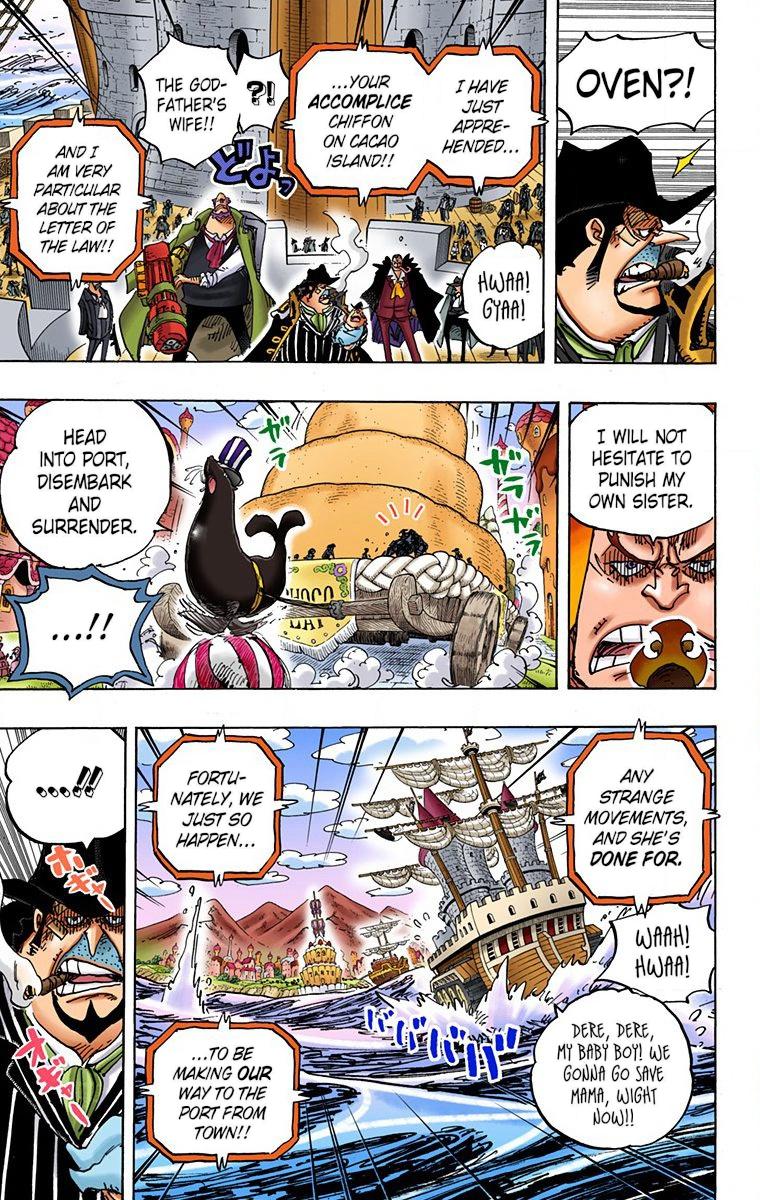 OVEN?!
I HAVE
JUST
APPRE-
HENDED...
...YOUR
ACCOMPLICE
CHIFFON
ON CACAO
ISLAND!!
?!
THE GOD-
FATHER'S
WIFE!!
どよっ
AND I
AM VERY
PARTICULAR
ABOUT THE
LETTER OF
THE LAW!!
HWAA!
GYAA!
I WILL NOT
HESITATE TO
PUNISH MY
OWN SISTER.
ガラ
ガラガラ
HEAD
INTO PORT,
DISEMBARK
AND
SURRENDER.
...!!
ANY
STRANGE
MOVEMENTS,
AND SHE'S
DONE FOR.
WAAH!
HWAA!
DERE, DERE,
MY BABY BOY! WE
GONNA GO SAVE
MAMA, WIGHT
NOW!!
FORTU-
NATELY, WE
JUST SO
HAPPEN...
ババババ
...TO BE
MAKING OUR
WAY TO THE
PORT FROM
TOWN!!
...!!
オギャー
オギャー